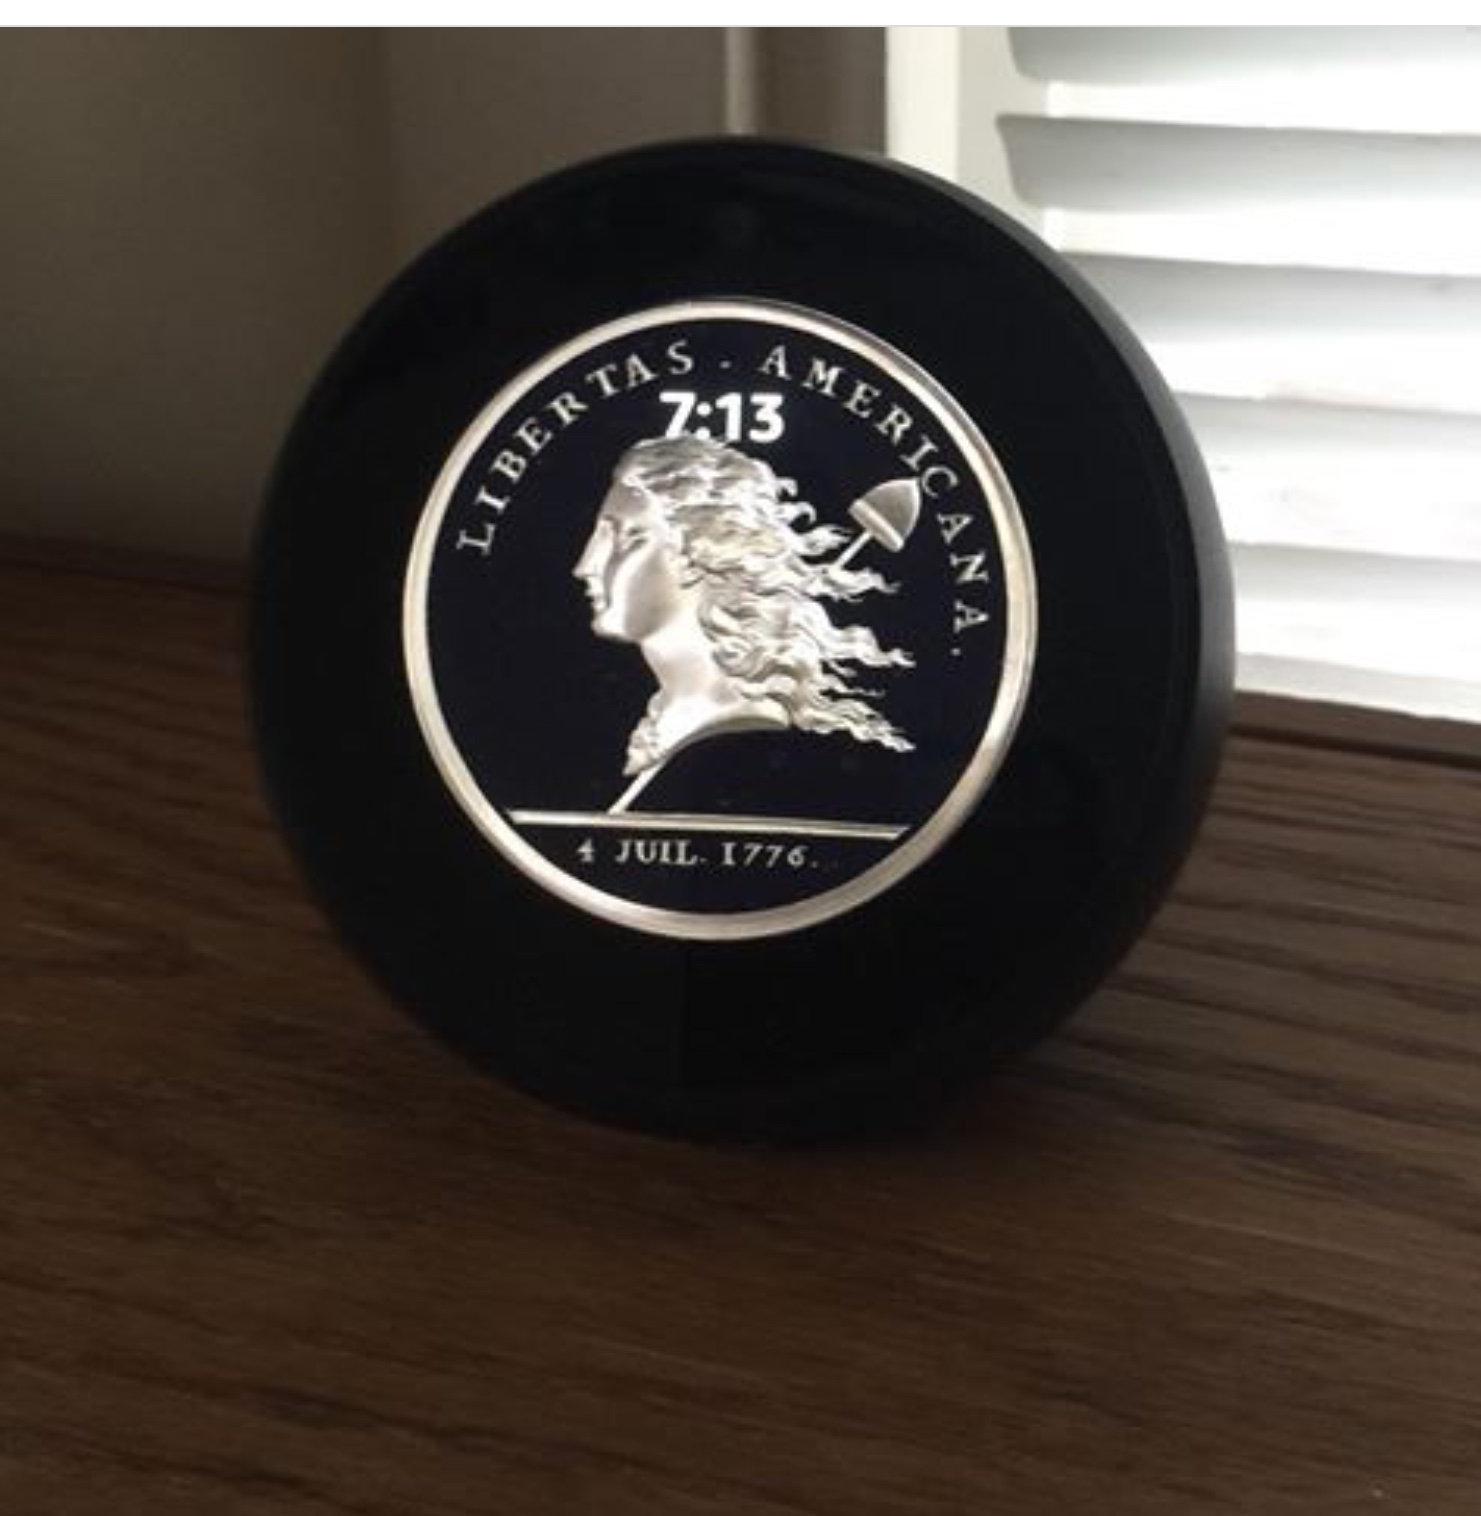 LIBERTAS . AMERICANA.
7:13
4 JUIL. 1776.